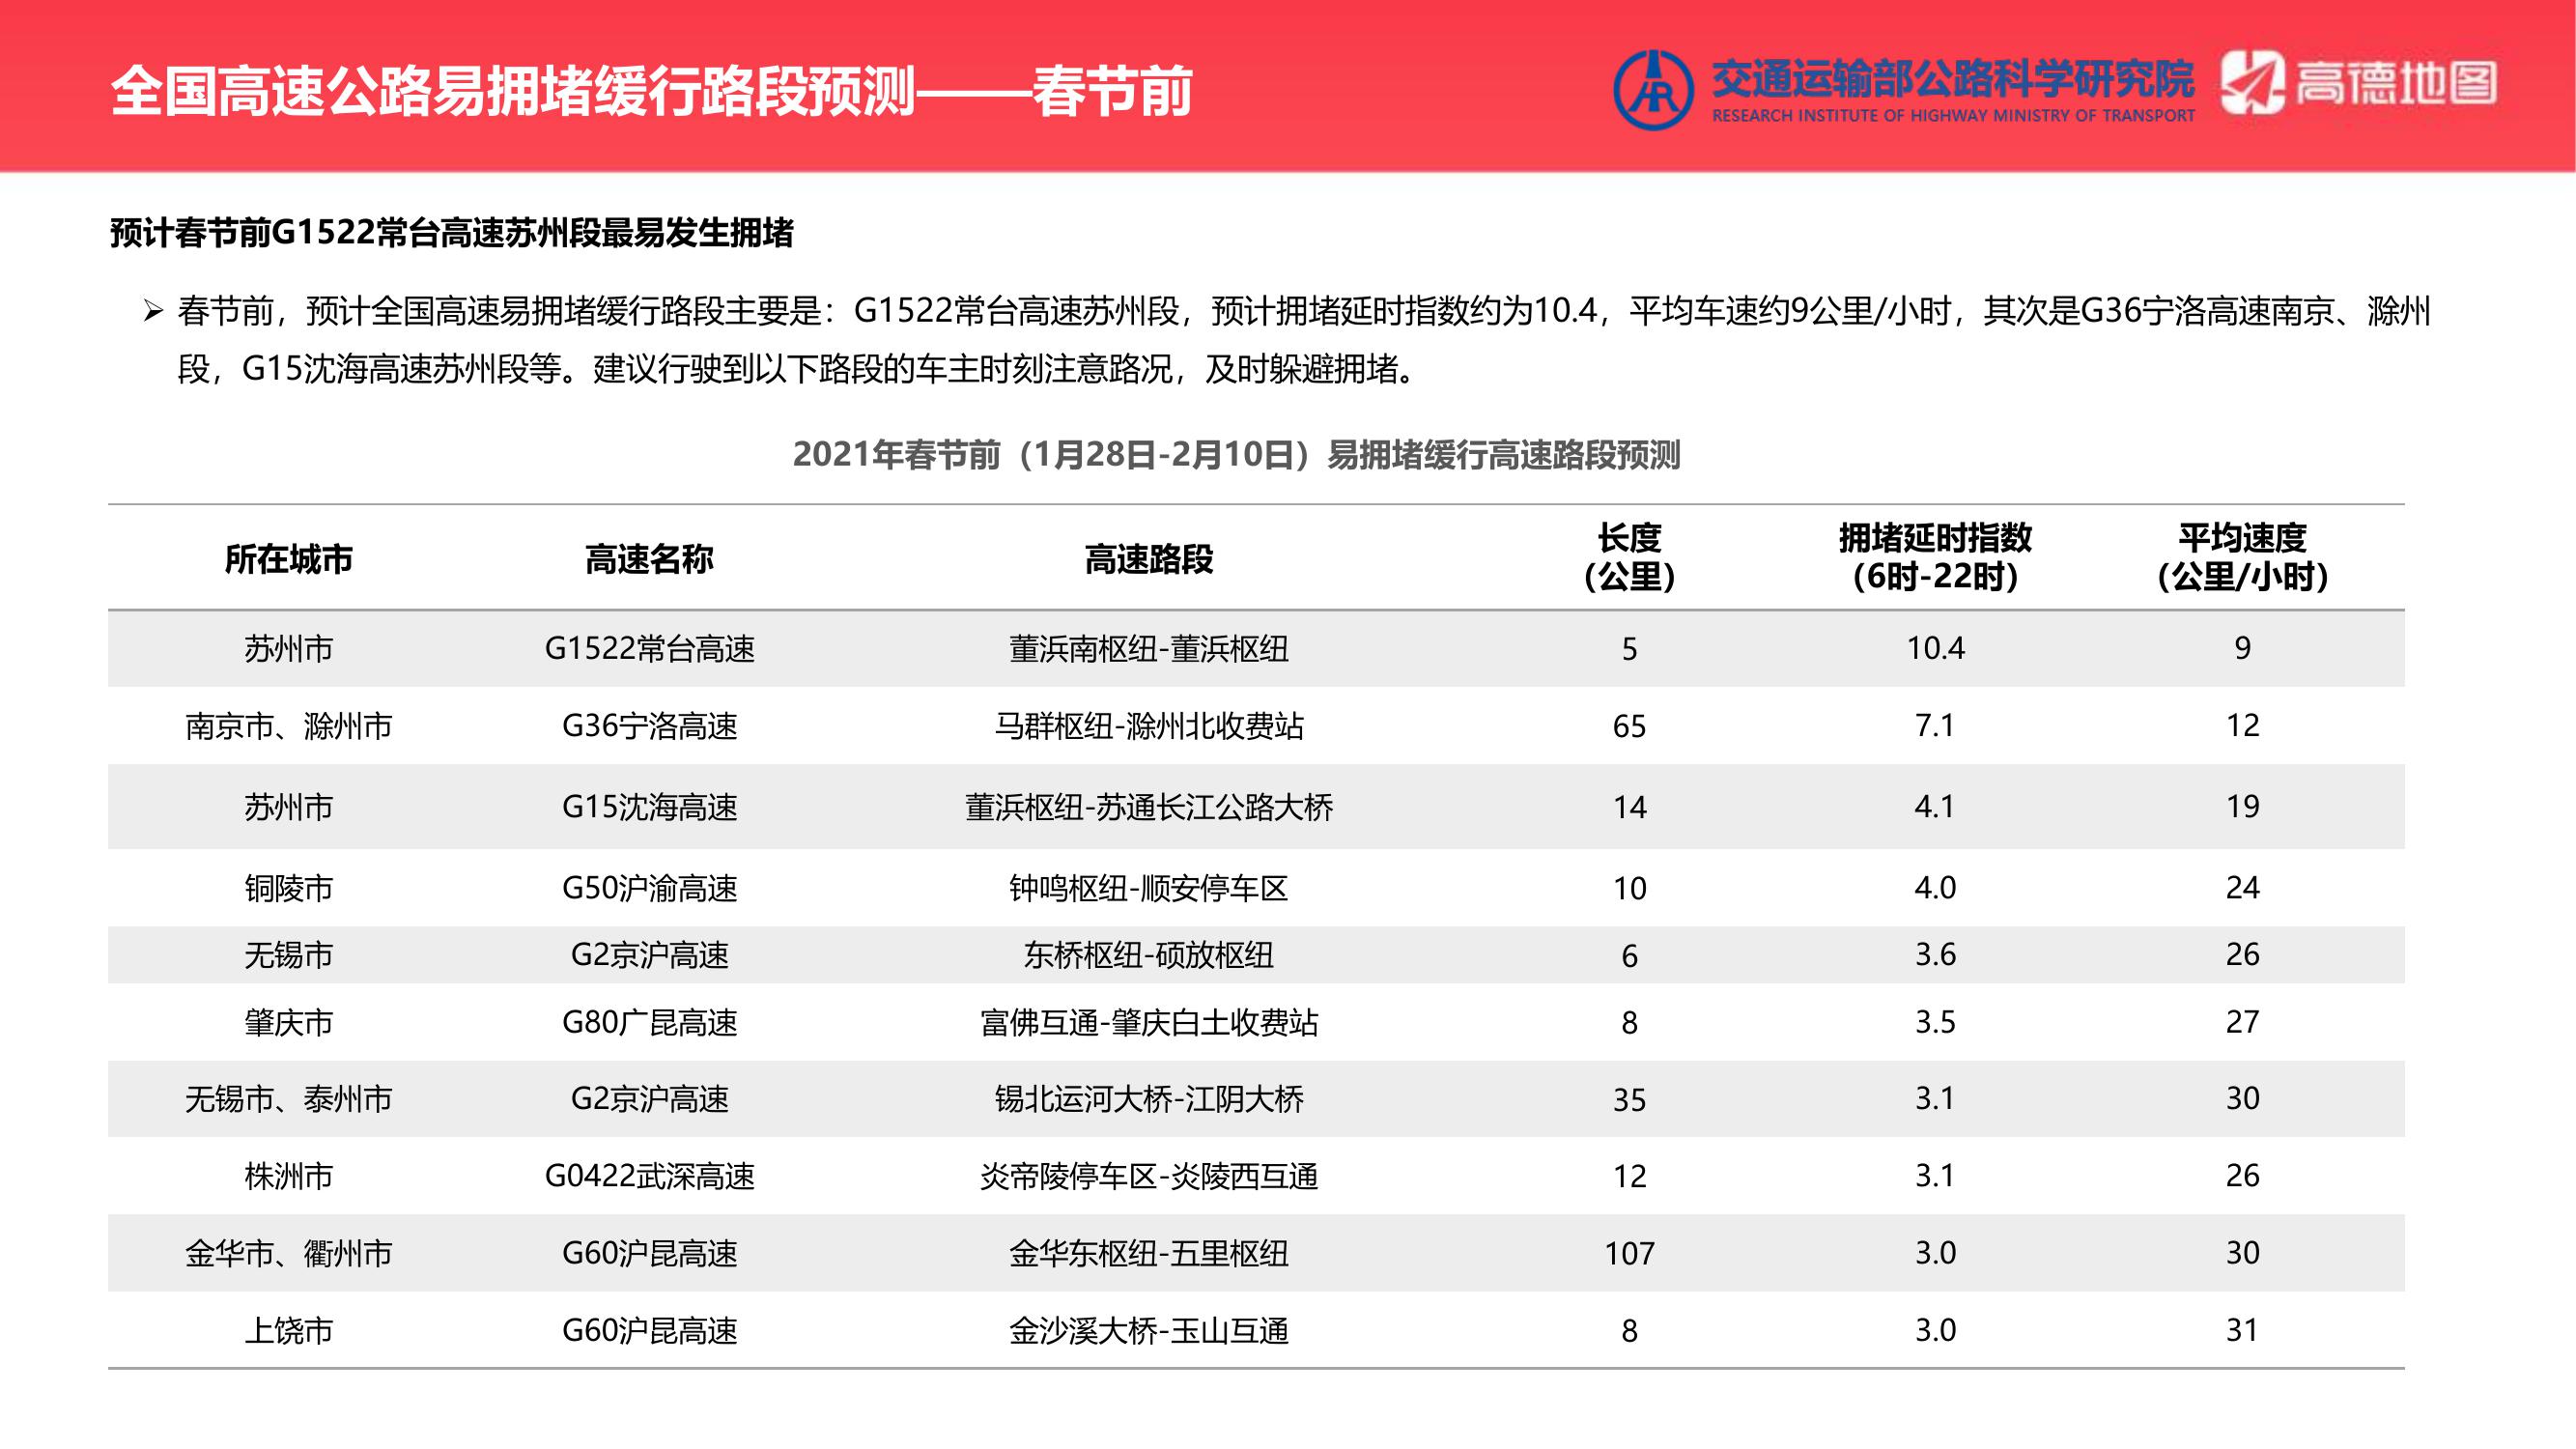 全国高速公路易拥堵缓行路段预测——春节前
交通运输部公路科学研究院
RESEARCH INSTITUTE OF HIGHWAY MINISTRY OF TRANSPORT
高德地图
预计春节前G1522常台高速苏州段最易发生拥堵
➢ 春节前，预计全国高速易拥堵缓行路段主要是：G1522常台高速苏州段，预计拥堵延时指数约为10.4，平均车速约9公里/小时，其次是G36宁洛高速南京、滁州
段，G15沈海高速苏州段等。建议行驶到以下路段的车主时刻注意路况，及时躲避拥堵。
2021年春节前（1月28日-2月10日）易拥堵缓行高速路段预测
所在城市 高速名称 高速路段 长度（公里） 拥堵延时指数（6时-22时） 平均速度（公里/小时）
苏州市 G1522常台高速 董浜南枢纽-董浜枢纽 5 10.4 9
南京市、滁州市 G36宁洛高速 马群枢纽-滁州北收费站 65 7.1 12
苏州市 G15沈海高速 董浜枢纽-苏通长江公路大桥 14 4.1 19
铜陵市 G50沪渝高速 钟鸣枢纽-顺安停车区 10 4.0 24
无锡市 G2京沪高速 东桥枢纽-硕放枢纽 6 3.6 26
肇庆市 G80广昆高速 富佛互通-肇庆白土收费站 8 3.5 27
无锡市、泰州市 G2京沪高速 锡北运河大桥-江阴大桥 35 3.1 30
株洲市 G0422武深高速 炎帝陵停车区-炎陵西互通 12 3.1 26
金华市、衢州市 G60沪昆高速 金华东枢纽-五里枢纽 107 3.0 30
上饶市 G60沪昆高速 金沙溪大桥-玉山互通 8 3.0 31